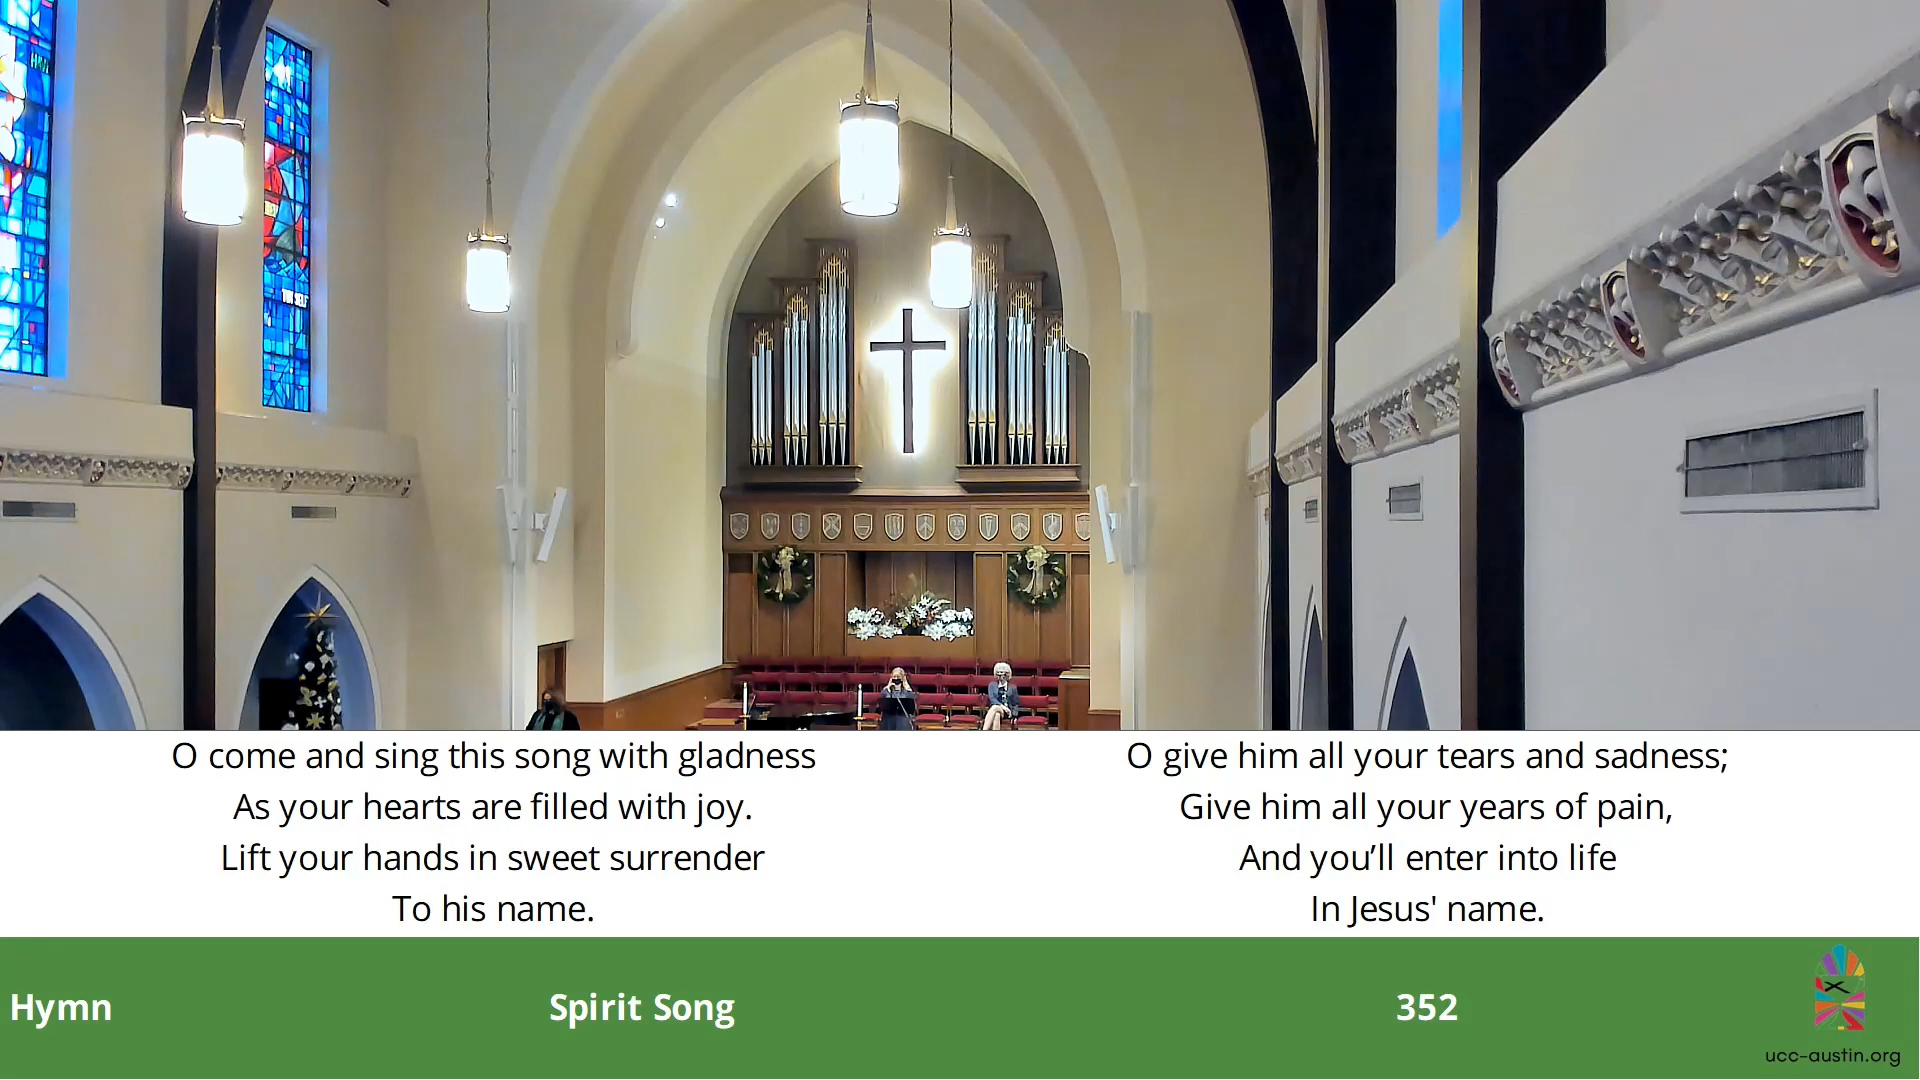 THY SELF
O come and sing this song with gladness
As your hearts are filled with joy.
Lift your hands in sweet surrender
To his name.
O give him all your tears and sadness;
Give him all your years of pain,
And you’ll enter into life
In Jesus' name.
Hymn
Spirit Song
352
ucc-austin.org